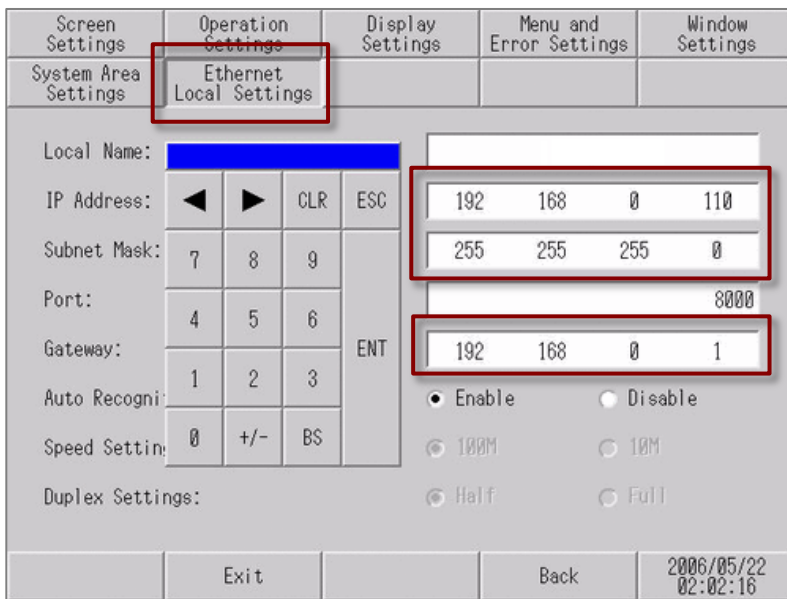 Screen Settings
Operation Settings
Display Settings
Menu and Error Settings
Window Settings
System Area Settings
Ethernet Local Settings
Local Name:
IP Address: 192 168 0 110
Subnet Mask: 255 255 255 0
Port: 8000
Gateway: 192 168 0 1
Auto Recogni Enable Disable
Speed Settin 100M 10M
Duplex Settings: Half Full
CLR ESC
7 8 9
4 5 6
ENT
1 2 3
0 +/- BS
Exit
Back
2006/05/22
02:02:16